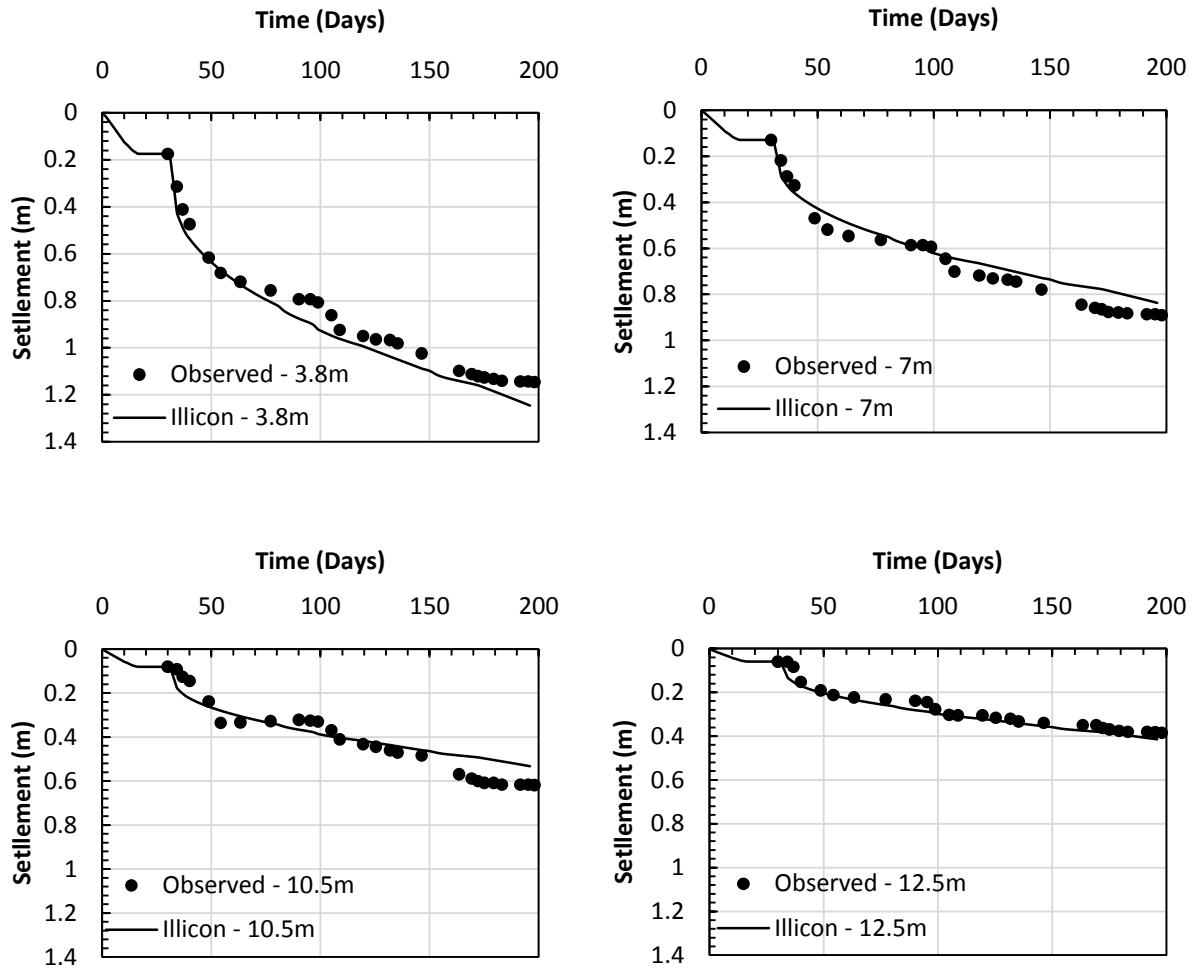 Time (Days)
0 50 100 150 200
0
0.2
0.4
0.6
0.8
1
1.2
1.4
Setllement (m)
Observed - 3.8m
Illicon - 3.8m
Time (Days)
0 50 100 150 200
0
0.2
0.4
0.6
0.8
1
1.2
1.4
Setllement (m)
Observed - 7m
Illicon - 7m
Time (Days)
0 50 100 150 200
0
0.2
0.4
0.6
0.8
1
1.2
1.4
Setllement (m)
Observed - 10.5m
Illicon - 10.5m
Time (Days)
0 50 100 150 200
0
0.2
0.4
0.6
0.8
1
1.2
1.4
Setllement (m)
Observed - 12.5m
Illicon - 12.5m